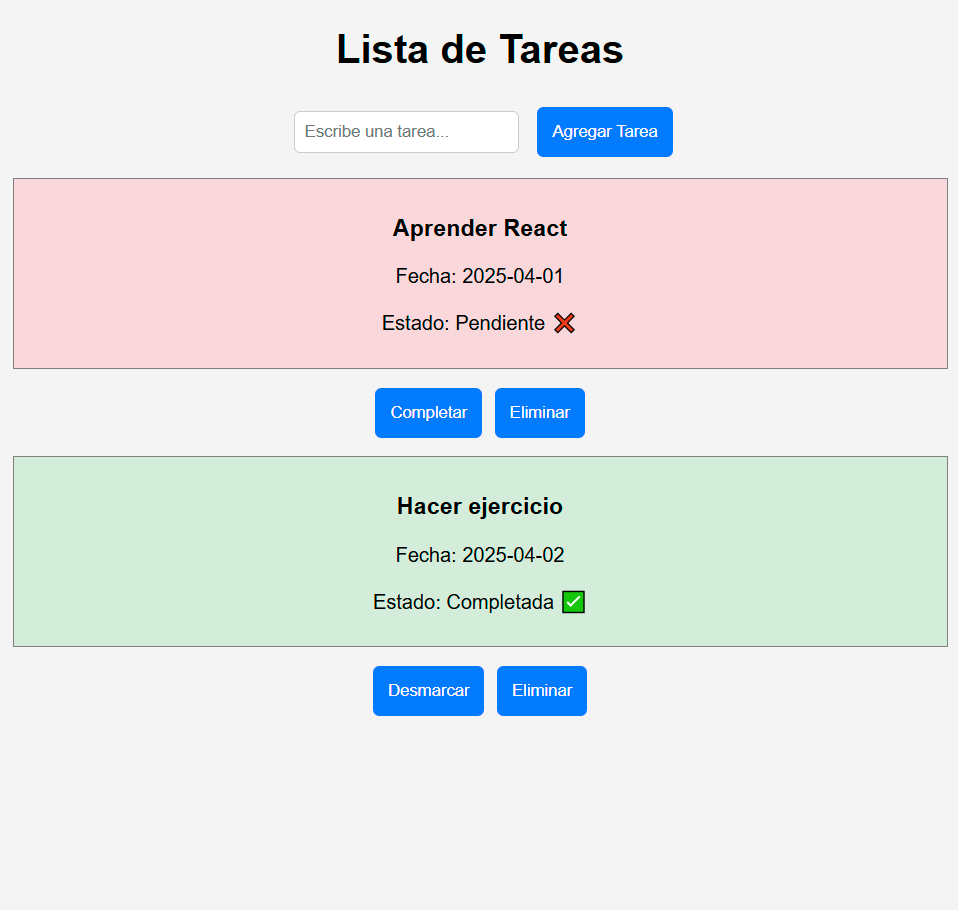 Lista de Tareas
Escribe una tarea... Agregar Tarea
Aprender React
Fecha: 2025-04-01
Estado: Pendiente ❌
Completar Eliminar
Hacer ejercicio
Fecha: 2025-04-02
Estado: Completada ✅
Desmarcar Eliminar